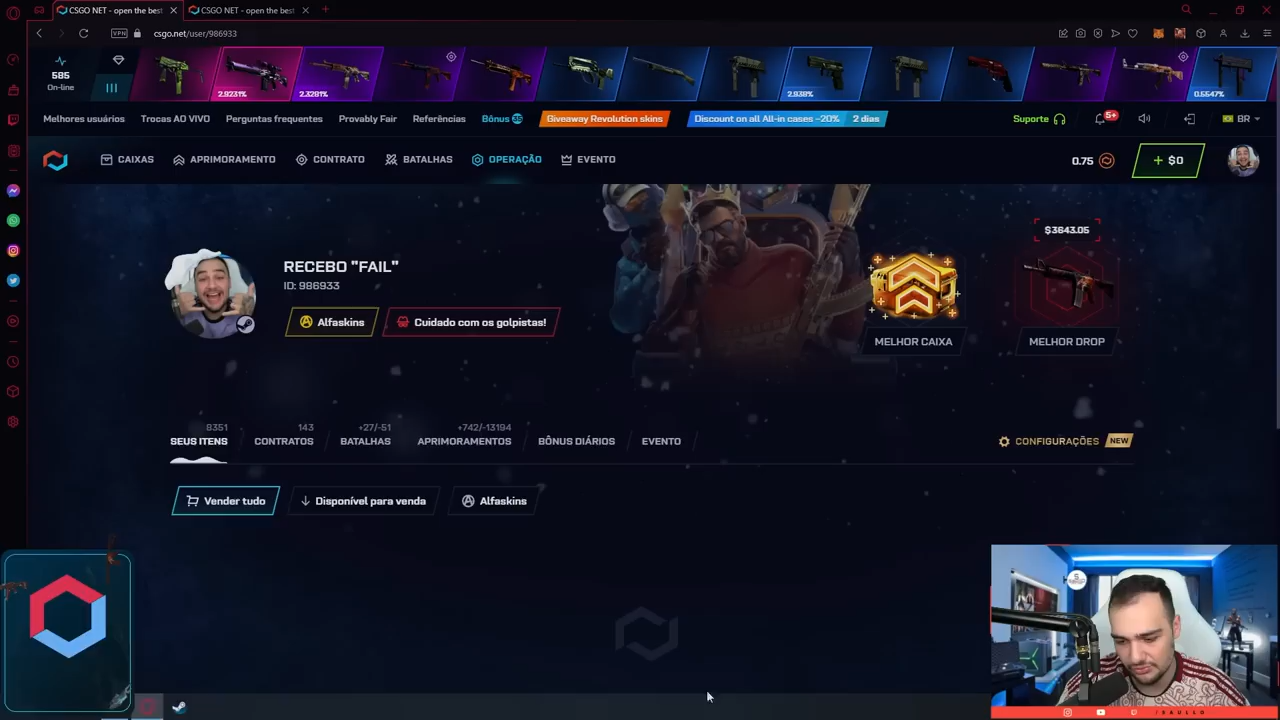 CSGO NET - open the best
CSGO NET - open the best
VPN
csgo.net/user/986933
585
On-line
2.9231%
2.3281%
2.938%
0.5547%
Melhores usuários
Trocas AO VIVO
Perguntas frequentes
Provably Fair
Referências
Bônus
Giveaway Revolution skins
Discount on all All-in cases −20%
2 dias
Suporte
5+
BR
CAIXAS
APRIMORAMENTO
CONTRATO
BATALHAS
OPERAÇÃO
EVENTO
0.75
+ $0
$3643.05
RECEBO "FAIL"
ID: 986933
Alfaskins
Cuidado com os golpistas!
MELHOR CAIXA
MELHOR DROP
8351
SEUS ITENS
143
CONTRATOS
+27/-51
BATALHAS
+742/-13194
APRIMORAMENTOS
BÔNUS DIÁRIOS
EVENTO
CONFIGURAÇÕES
NEW
Vender tudo
Disponível para venda
Alfaskins
/SAULLO